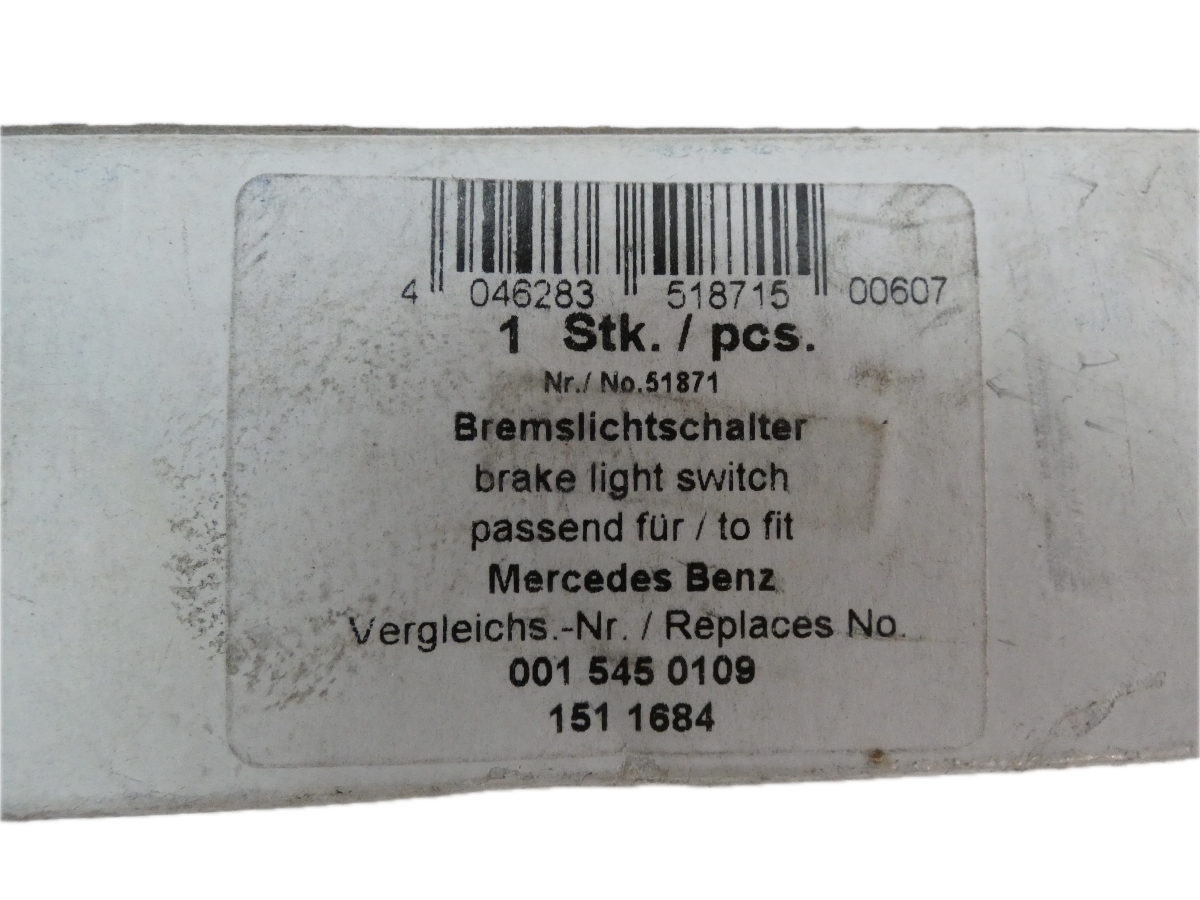 4 046283 518715 00607
1 Stk. / pcs.
Nr./ No.51871
Bremslichtschalter
brake light switch
passend für / to fit
Mercedes Benz
Vergleichs.-Nr. / Replaces No.
001 545 0109
151 1684